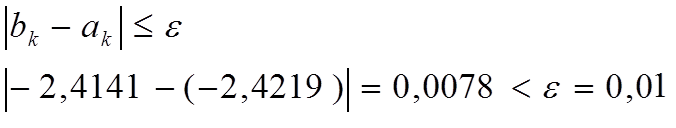 |b_k − a_k| ≤ ε
|− 2,4141 − (−2,4219 )| = 0,0078 < ε = 0,01